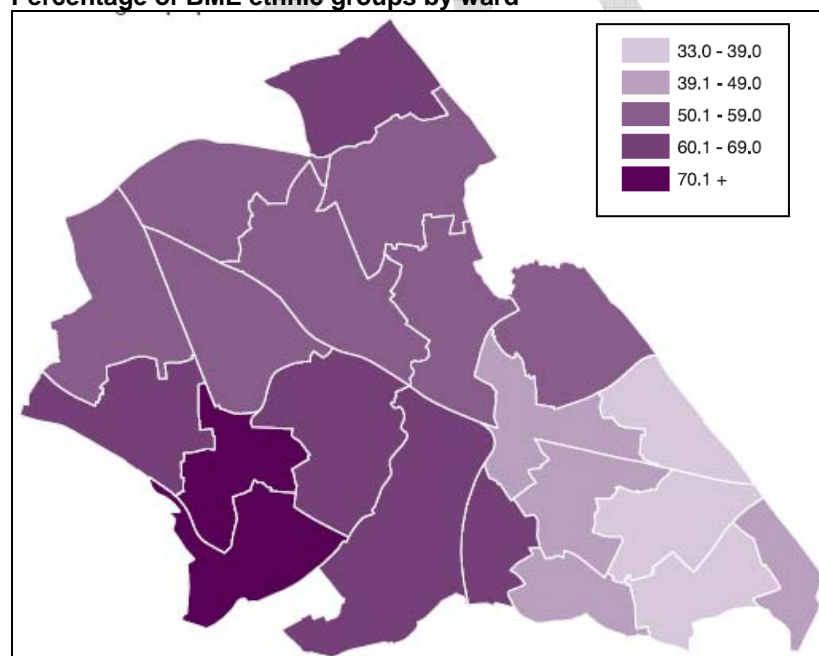 Percentage of BME ethnic groups by ward
33.0 - 39.0
39.1 - 49.0
50.1 - 59.0
60.1 - 69.0
70.1 +